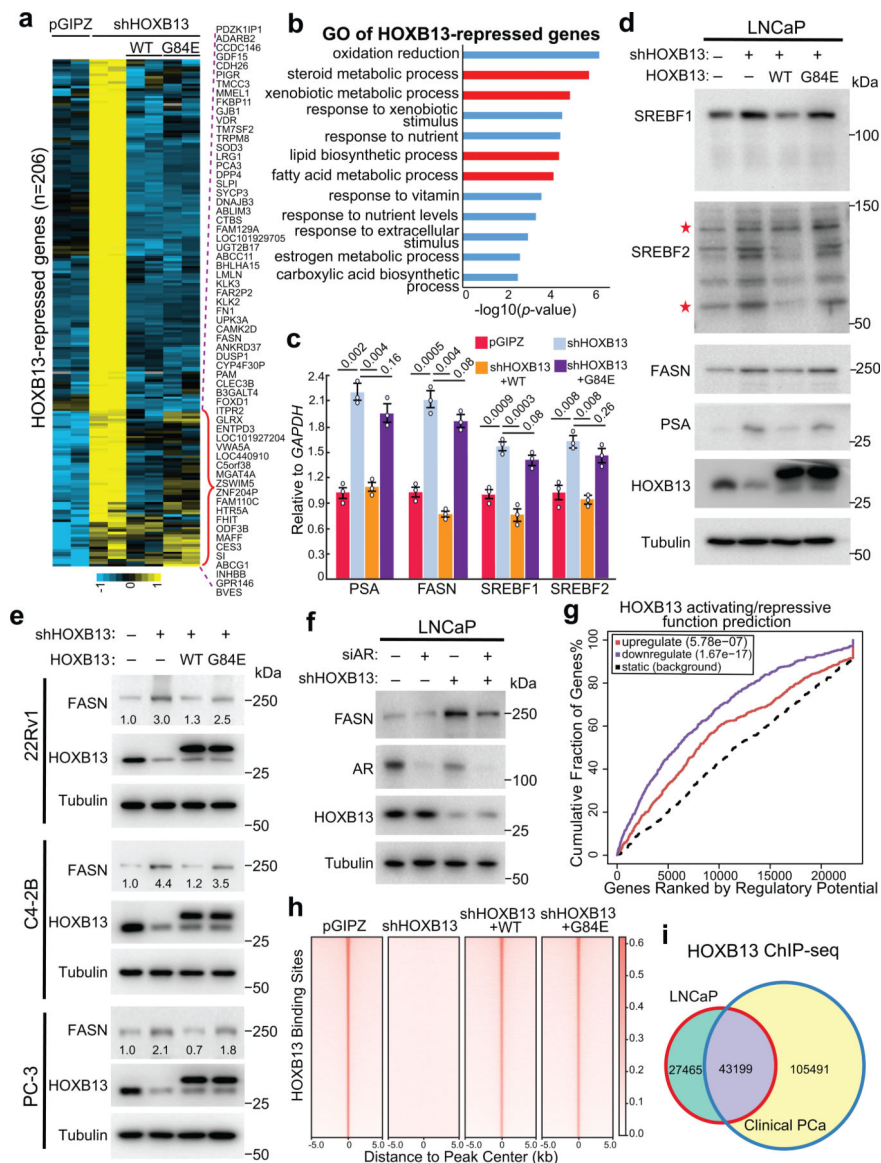 a
pGIPZ
shHOXB13
WT
G84E
HOXB13-repressed genes (n=206)
PDZK1IP1
ADARB2
CCDC146
GDF15
CDH26
PIGR
TMCC3
MMEL1
FKBP11
GJB1
VDR
TM7SF2
TRPM8
SOD3
LRG1
PCA3
DPP4
SLPI
SYCP3
DNAJB3
ABLIM3
CTBS
FAM129A
LOC101929705
UGT2B17
ABCC11
BHLHA15
LMLN
KLK3
FAR2P2
KLK2
FN1
UPK3A
CAMK2D
FASN
ANKRD37
DUSP1
CYP4F30P
PAM
CLEC3B
B3GALT4
FOXD1
ITPR2
GLRX
ENTPD3
LOC101927204
VWA5A
LOC440910
C5orf38
MGAT4A
ZSWIM5
ZNF204P
FAM110C
HTR5A
FHIT
ODF3B
MAFF
CES3
SI
ABCG1
INHBB
GPR146
BVES
-1 0 1
b
GO of HOXB13-repressed genes
oxidation reduction
steroid metabolic process
xenobiotic metabolic process
response to xenobiotic
stimulus
response to nutrient
lipid biosynthetic process
fatty acid metabolic process
response to vitamin
response to nutrient levels
response to extracellular
stimulus
estrogen metabolic process
carboxylic acid biosynthetic
process
0 2 4 6
-log10(p-value)
c
pGIPZ
shHOXB13
shHOXB13
+WT
shHOXB13
+G84E
Relative to GAPDH
2.4
2.1
1.8
1.5
1.2
0.9
0.6
0.3
0
0.002
0.004
0.16
0.0005
0.004
0.08
0.0009
0.0003
0.08
0.008
0.008
0.26
PSA FASN SREBF1 SREBF2
d
LNCaP
shHOXB13: – + + +
HOXB13: – – WT G84E
kDa
SREBF1
100
150
SREBF2
50
FASN
250
PSA
25
HOXB13
25
Tubulin
50
e
shHOXB13: – + + +
HOXB13: – – WT G84E
kDa
22Rv1
FASN
250
1.0 3.0 1.3 2.5
HOXB13
25
Tubulin
50
C4-2B
FASN
250
1.0 4.4 1.2 3.5
HOXB13
25
Tubulin
50
PC-3
FASN
250
1.0 2.1 0.7 1.8
HOXB13
25
Tubulin
50
f
LNCaP
siAR: – + – +
shHOXB13: – – + +
kDa
FASN
250
AR
100
HOXB13
25
Tubulin
50
g
HOXB13 activating/repressive
function prediction
upregulate (5.78e-07)
downregulate (1.67e-17)
static (background)
Cumulative Fraction of Genes%
100
80
60
40
20
0
0 5000 10000 15000 20000
Genes Ranked by Regulatory Potential
h
pGIPZ
shHOXB13
shHOXB13
+WT
shHOXB13
+G84E
HOXB13 Binding Sites
0.6
0.5
0.4
0.3
0.2
0.1
0.0
-5.0 0 5.0 -5.0 0 5.0 -5.0 0 5.0 -5.0 0 5.0
Distance to Peak Center (kb)
i
HOXB13 ChIP-seq
LNCaP
27465
43199
105491
Clinical PCa